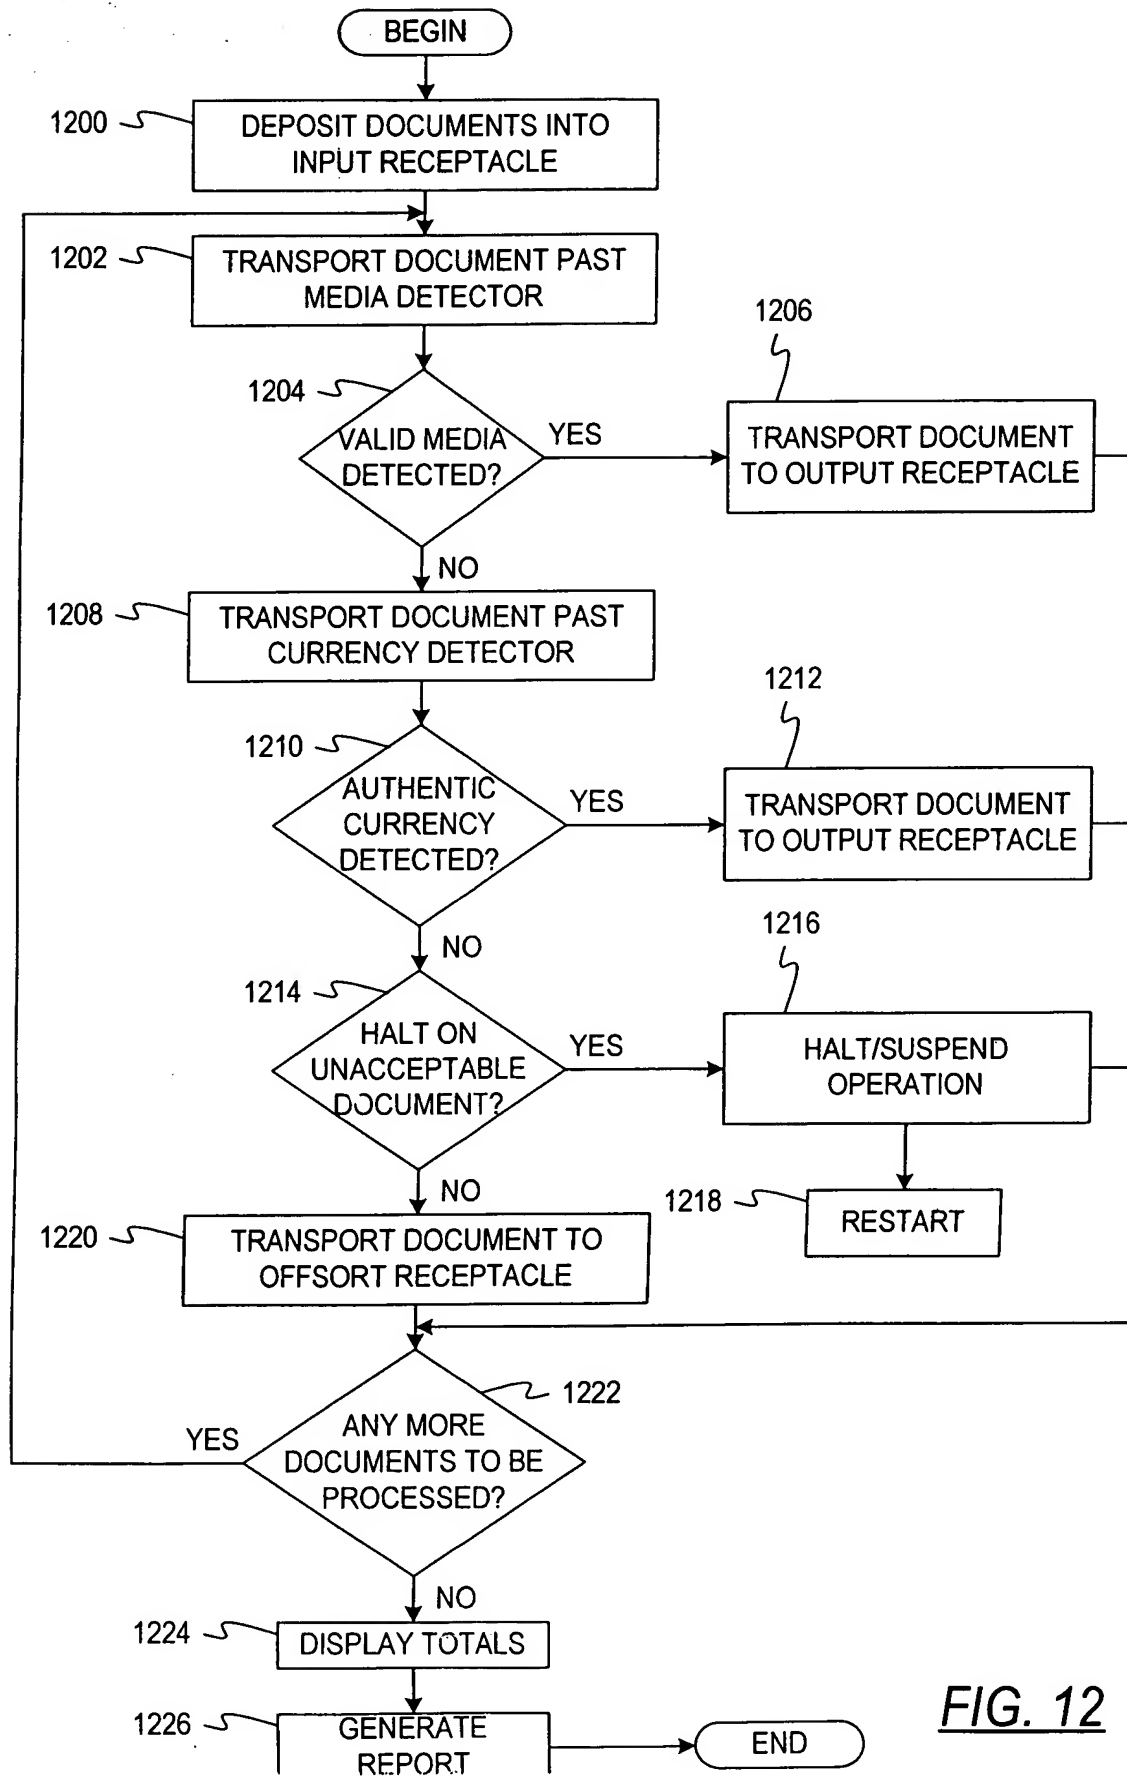 BEGIN
1200
DEPOSIT DOCUMENTS INTO
INPUT RECEPTACLE
1202
TRANSPORT DOCUMENT PAST
MEDIA DETECTOR
1204
VALID MEDIA
DETECTED?
YES
1206
TRANSPORT DOCUMENT
TO OUTPUT RECEPTACLE
NO
1208
TRANSPORT DOCUMENT PAST
CURRENCY DETECTOR
1210
AUTHENTIC
CURRENCY
DETECTED?
YES
1212
TRANSPORT DOCUMENT
TO OUTPUT RECEPTACLE
NO
1214
HALT ON
UNACCEPTABLE
DOCUMENT?
YES
1216
HALT/SUSPEND
OPERATION
1218
RESTART
NO
1220
TRANSPORT DOCUMENT TO
OFFSORT RECEPTACLE
1222
ANY MORE
DOCUMENTS TO BE
PROCESSED?
YES
NO
1224
DISPLAY TOTALS
1226
GENERATE
REPORT
END
FIG. 12